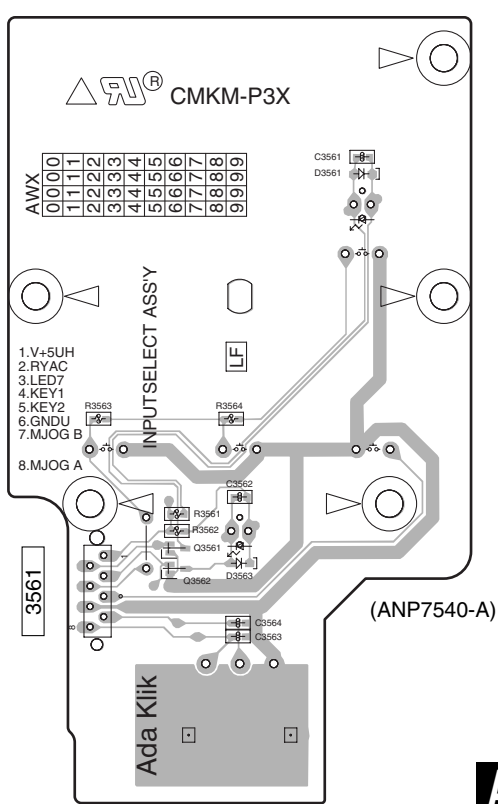 ® CMKM-P3X
AWX
0 1 2 3 4 5 6 7 8 9
0 1 2 3 4 5 6 7 8 9
0 1 2 3 4 5 6 7 8 9
0 1 2 3 4 5 6 7 8 9
C3561
D3561
INPUTSELECT ASS'Y
LF
1.V+5UH
2.RYAC
3.LED7
4.KEY1
5.KEY2
6.GNDU
7.MJOG B
8.MJOG A
R3563
R3564
C3562
R3561
R3562
Q3561
Q3562
D3563
3561
1
8
(ANP7540-A)
C3564
C3563
Ada Klik